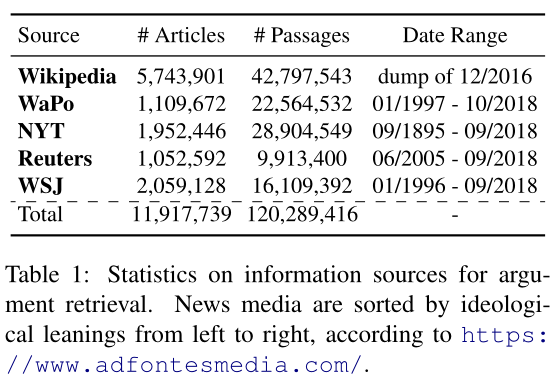 Source # Articles # Passages Date Range
Wikipedia 5,743,901 42,797,543 dump of 12/2016
WaPo 1,109,672 22,564,532 01/1997 - 10/2018
NYT 1,952,446 28,904,549 09/1895 - 09/2018
Reuters 1,052,592 9,913,400 06/2005 - 09/2018
WSJ 2,059,128 16,109,392 01/1996 - 09/2018
Total 11,917,739 120,289,416 -
Table 1: Statistics on information sources for argu-
ment retrieval. News media are sorted by ideologi-
cal leanings from left to right, according to https:
//www.adfontesmedia.com/.